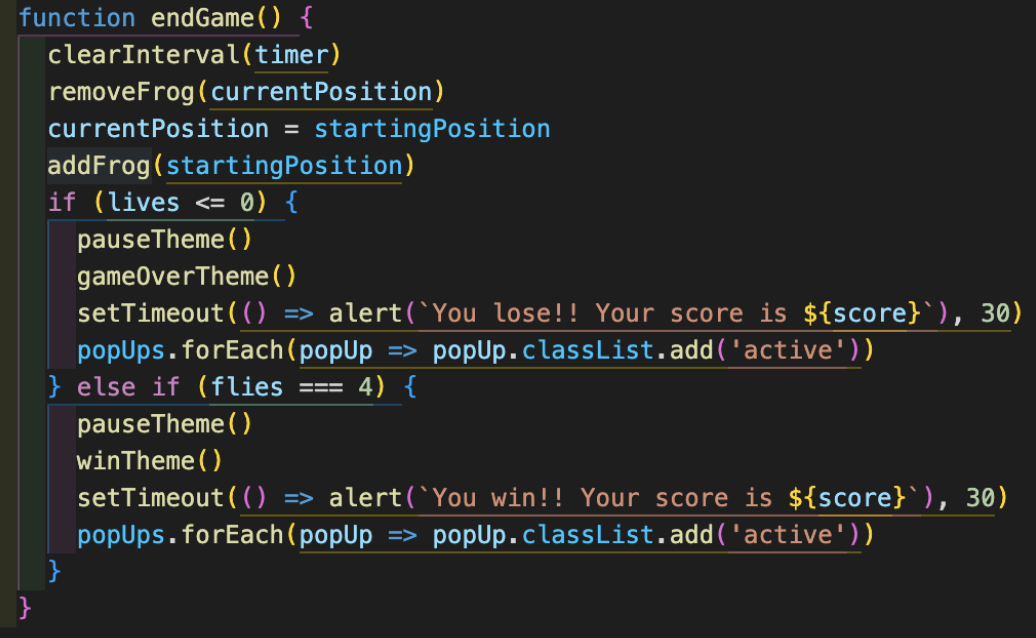 function endGame() {
clearInterval(timer)
removeFrog(currentPosition)
currentPosition = startingPosition
addFrog(startingPosition)
if (lives <= 0) {
pauseTheme()
gameOverTheme()
setTimeout(() => alert(`You lose!! Your score is ${score}`), 30)
popUps.forEach(popUp => popUp.classList.add('active'))
} else if (flies === 4) {
pauseTheme()
winTheme()
setTimeout(() => alert(`You win!! Your score is ${score}`), 30)
popUps.forEach(popUp => popUp.classList.add('active'))
}
}